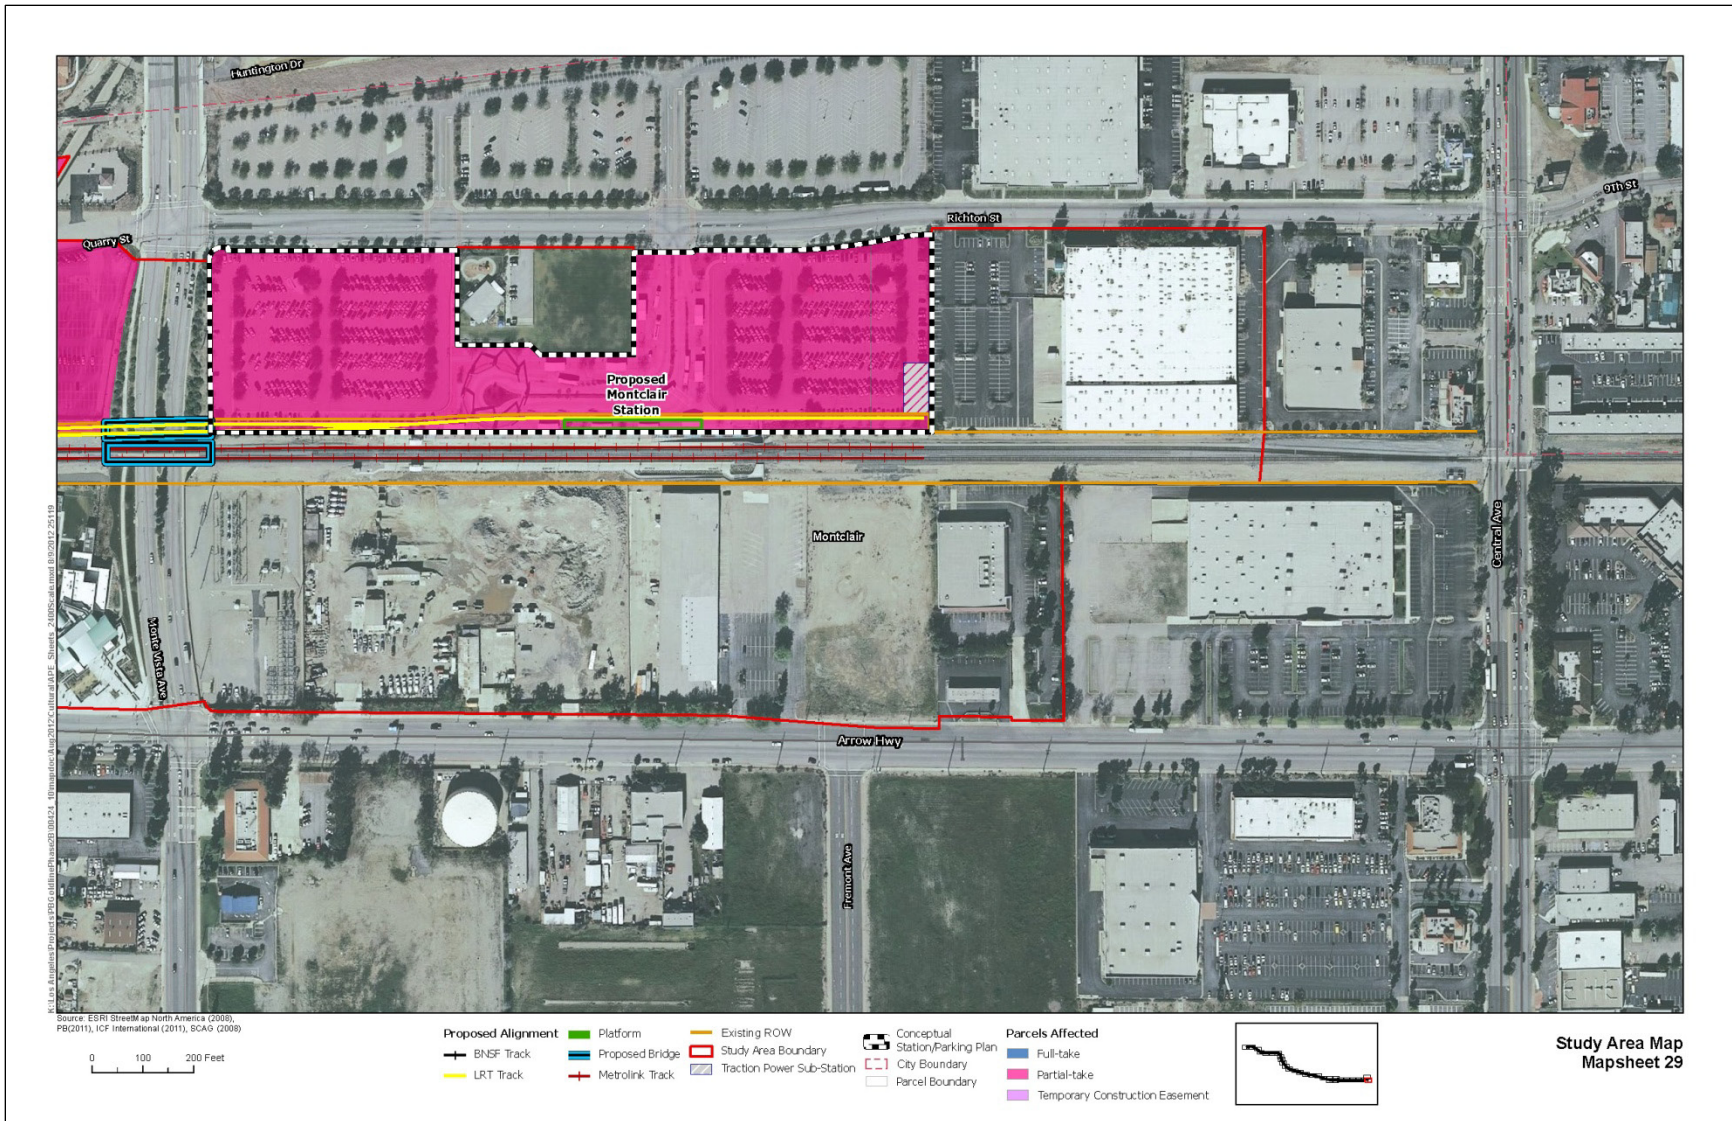 Huntington Dr
9Th St
Richton St
Quarry St
Proposed
Montclair
Station
Montclair
Central Ave
Monte Vista Ave
Arrow Hwy
Fremont Ave
Source: ESRI StreetMap North America (2008),
PB(2011), ICF International (2011), SCAG (2008)
0 100 200 Feet
Proposed Alignment
BNSF Track
LRT Track
Platform
Proposed Bridge
Metrolink Track
Existing ROW
Study Area Boundary
Traction Power Sub-Station
Conceptual
Station/Parking Plan
City Boundary
Parcel Boundary
Parcels Affected
Full-take
Partial-take
Temporary Construction Easement
Study Area Map
Mapsheet 29